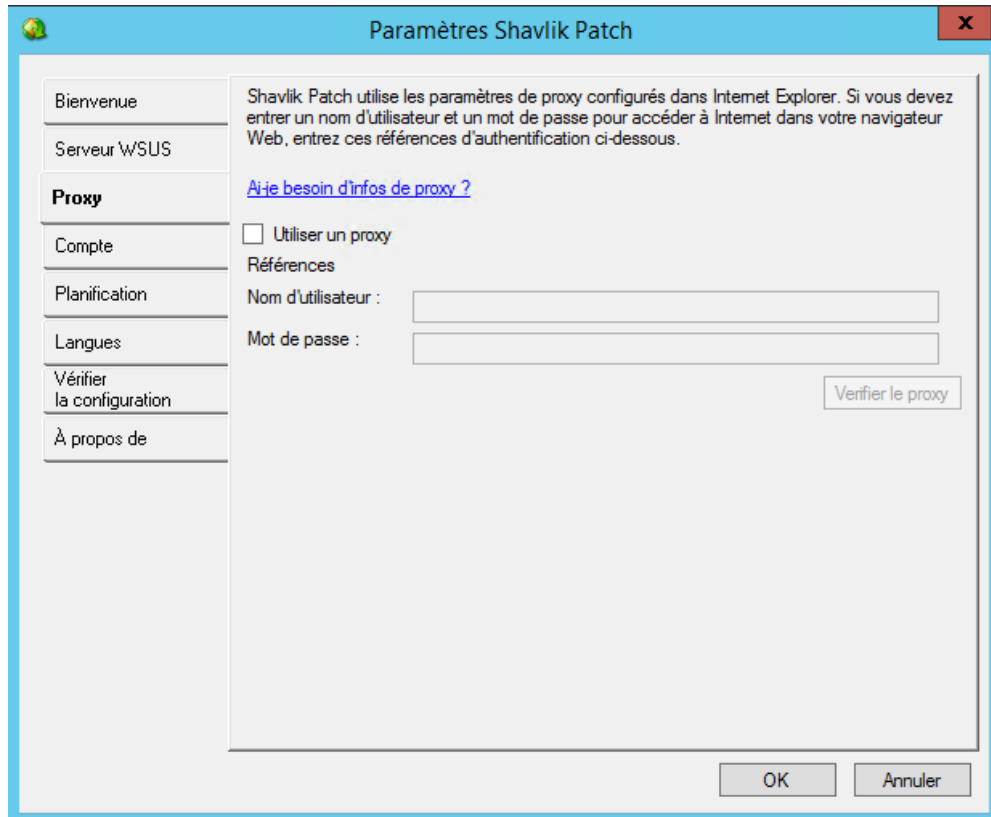 Paramètres Shavlik Patch
x
Bienvenue
Serveur WSUS
Proxy
Compte
Planification
Langues
Vérifier
la configuration
À propos de
Shavlik Patch utilise les paramètres de proxy configurés dans Internet Explorer. Si vous devez
entrer un nom d'utilisateur et un mot de passe pour accéder à Internet dans votre navigateur
Web, entrez ces références d'authentification ci-dessous.
Ai-je besoin d'infos de proxy ?
Utiliser un proxy
Références
Nom d'utilisateur :
Mot de passe :
Verifier le proxy
OK
Annuler